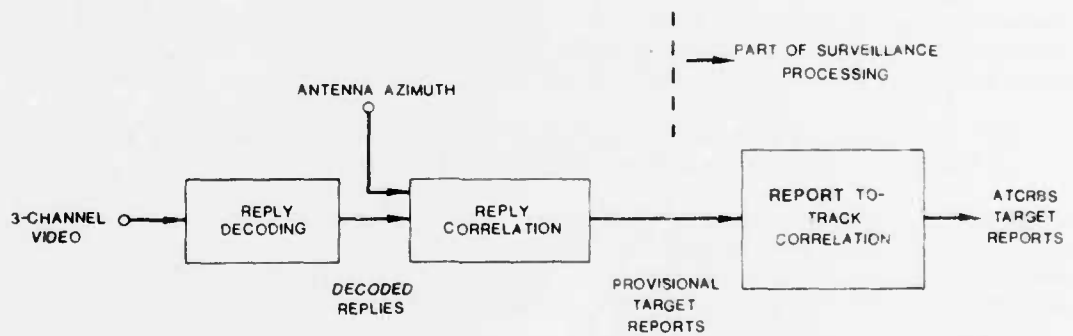 PART OF SURVEILLANCE
PROCESSING
ANTENNA AZIMUTH
3-CHANNEL
VIDEO
REPLY
DECODING
REPLY
CORRELATION
REPORT TO-
TRACK
CORRELATION
ATCRBS
TARGET
REPORTS
DECODED
REPLIES
PROVISIONAL
TARGET
REPORTS